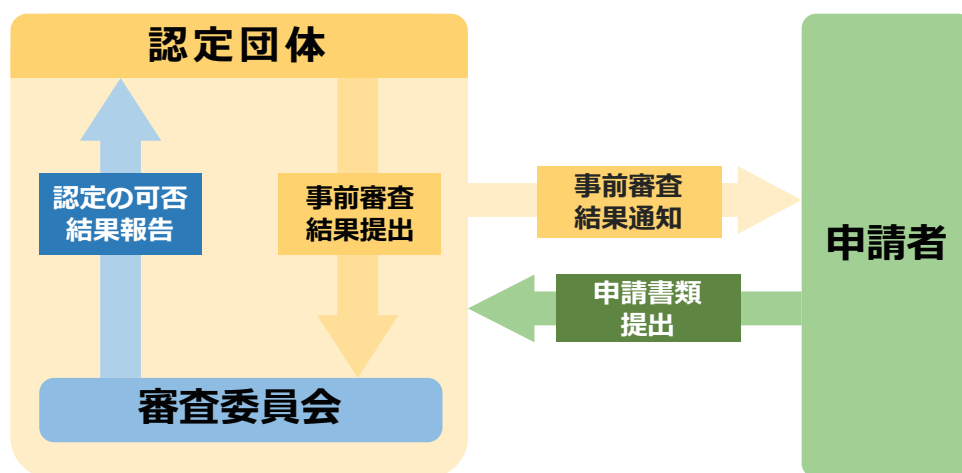 認定団体
認定の可否
結果報告
事前審査
結果提出
事前審査
結果通知
申請書類
提出
申請者
審査委員会